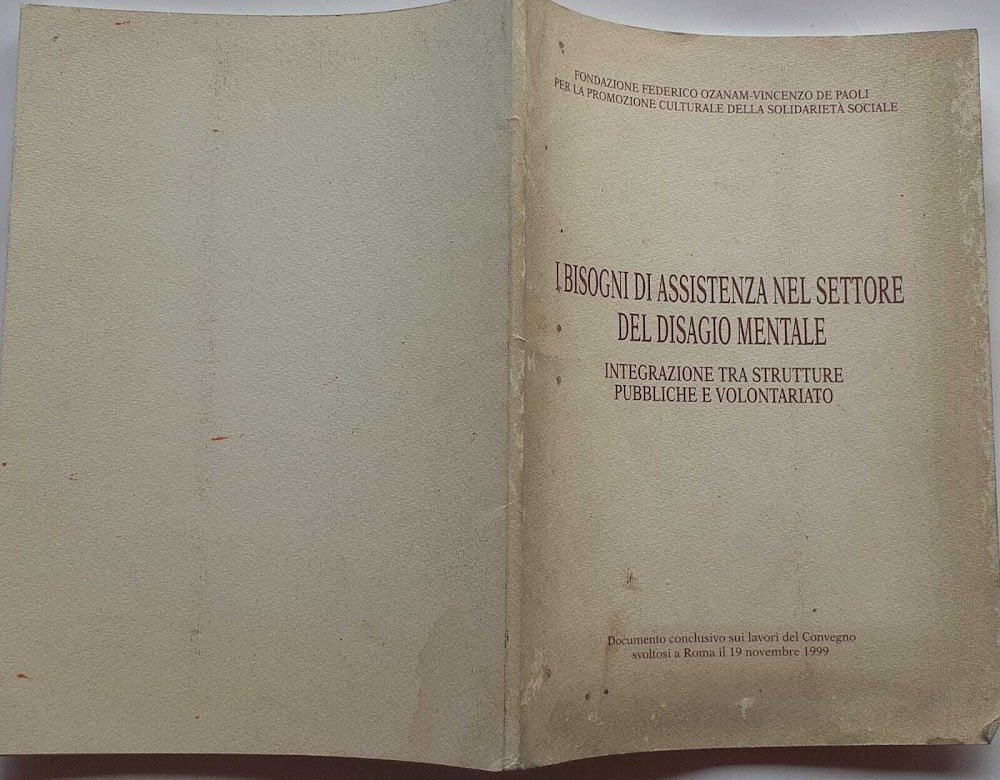 FONDAZIONE FEDERICO OZANAM-VINCENZO DE PAOLI
PER LA PROMOZIONE CULTURALE DELLA SOLIDARIETÀ SOCIALE
I BISOGNI DI ASSISTENZA NEL SETTORE
DEL DISAGIO MENTALE
INTEGRAZIONE TRA STRUTTURE
PUBBLICHE E VOLONTARIATO
Documento conclusivo sui lavori del Convegno
svoltosi a Roma il 19 novembre 1999